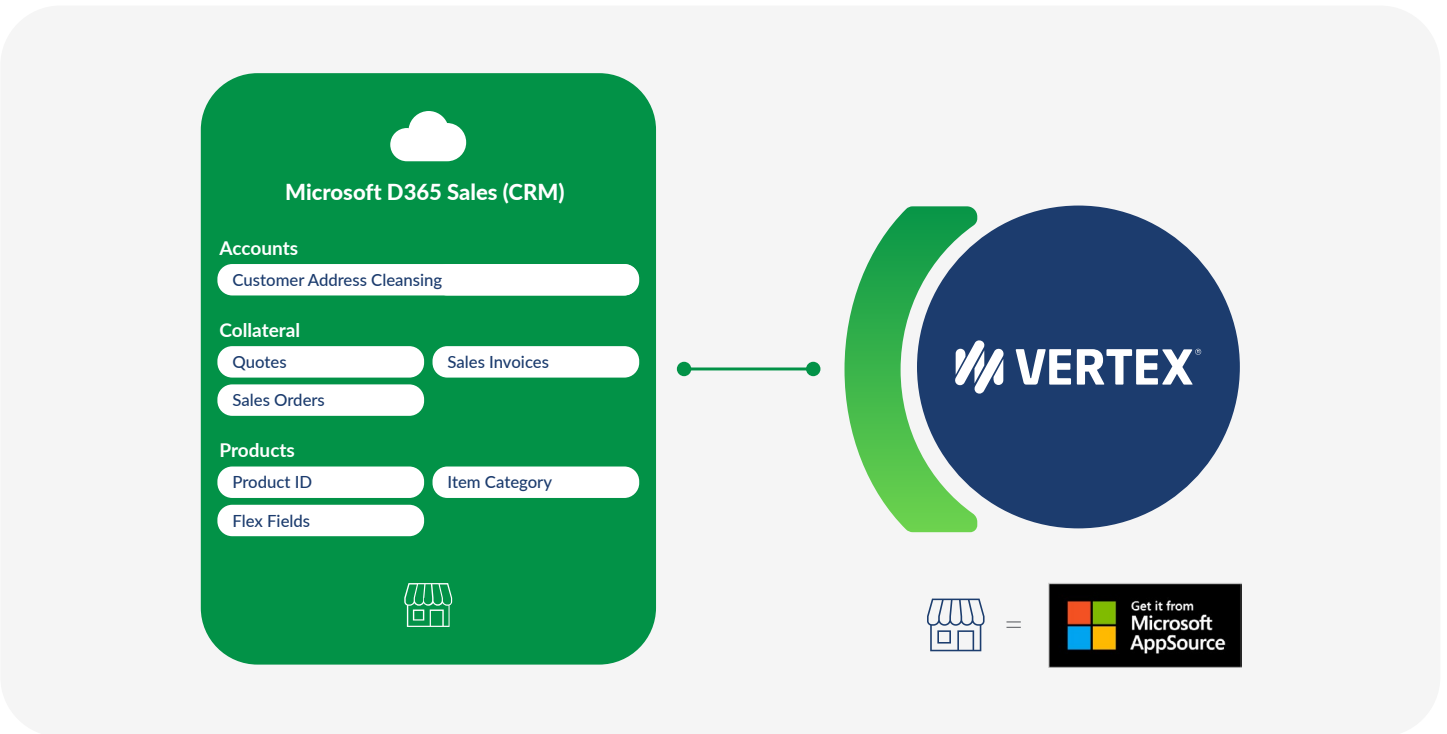 Microsoft D365 Sales (CRM)
Accounts
Customer Address Cleansing
Collateral
Quotes
Sales Invoices
Sales Orders
Products
Product ID
Item Category
Flex Fields
VERTEX®
=
Get it from
Microsoft
AppSource